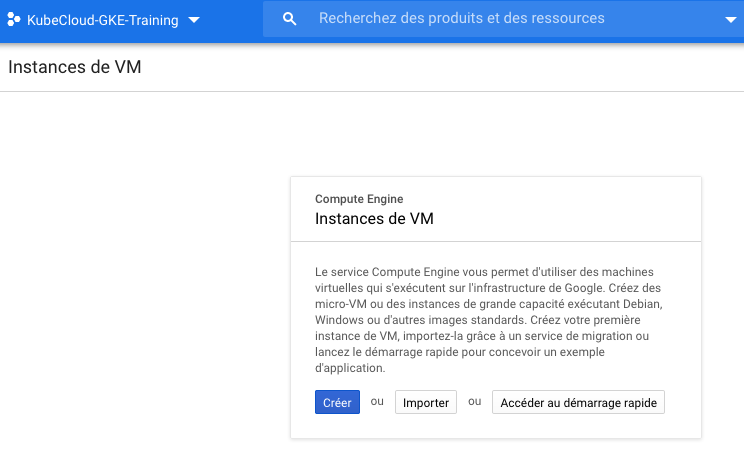 KubeCloud-GKE-Training
Recherchez des produits et des ressources
Instances de VM
Compute Engine
Instances de VM
Le service Compute Engine vous permet d'utiliser des machines
virtuelles qui s'exécutent sur l'infrastructure de Google. Créez des
micro-VM ou des instances de grande capacité exécutant Debian,
Windows ou d'autres images standards. Créez votre première
instance de VM, importez-la grâce à un service de migration ou
lancez le démarrage rapide pour concevoir un exemple
d'application.
Créer ou Importer ou Accéder au démarrage rapide